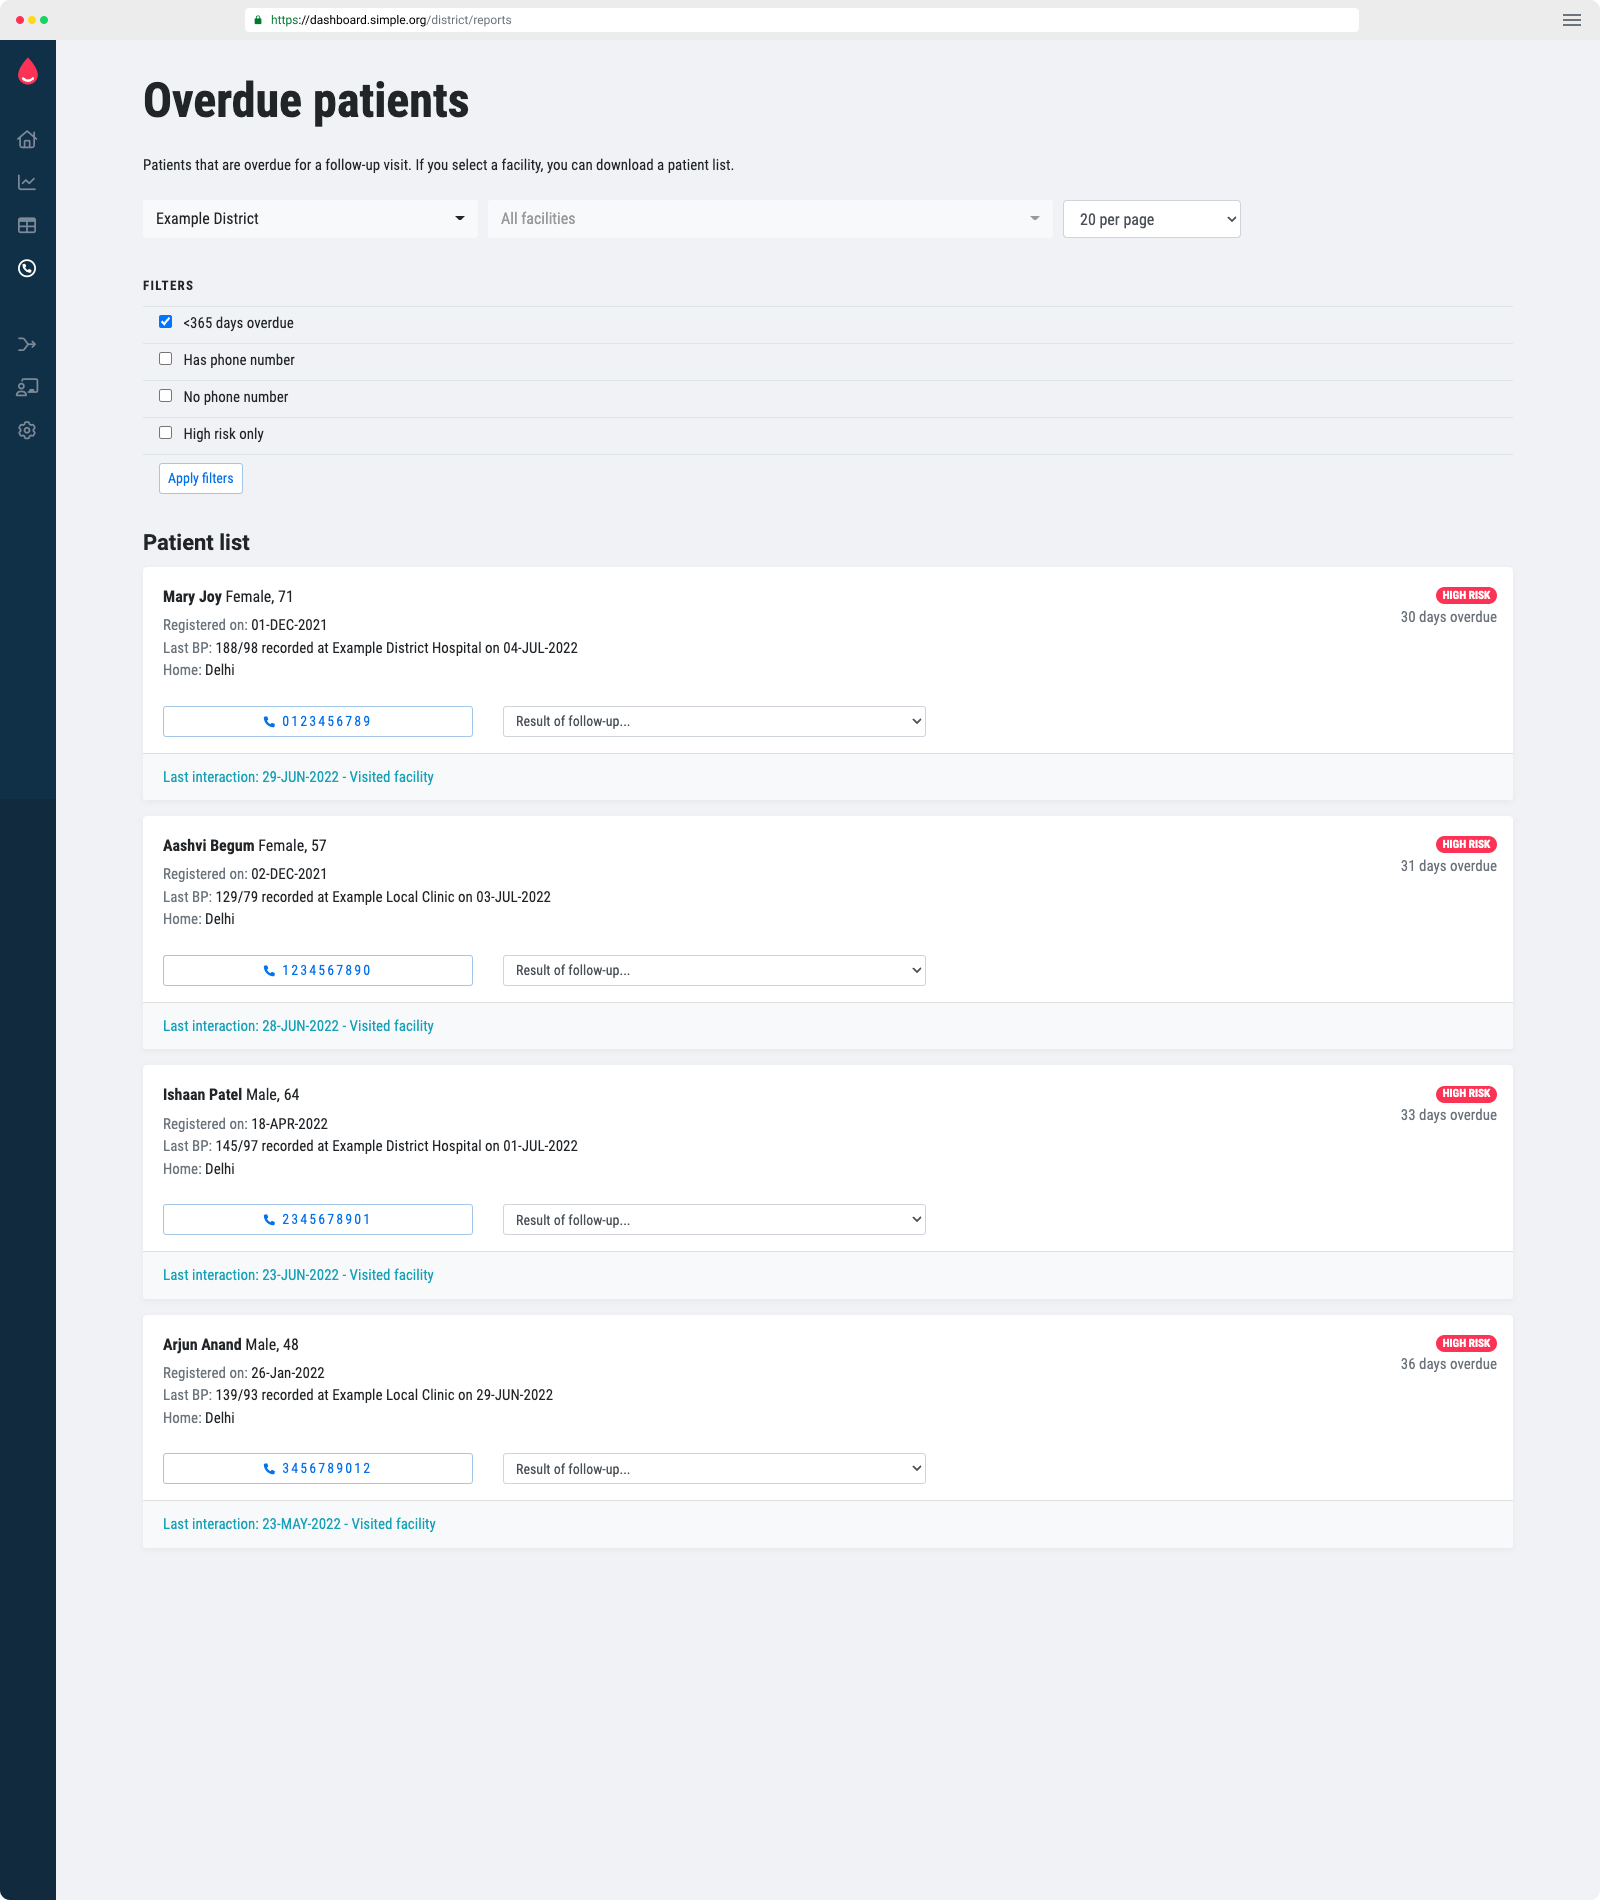 https://dashboard.simple.org/district/reports
Overdue patients
Patients that are overdue for a follow-up visit. If you select a facility, you can download a patient list.
Example District
All facilities
20 per page
FILTERS
<365 days overdue
Has phone number
No phone number
High risk only
Apply filters
Patient list
Mary Joy Female, 71
HIGH RISK
30 days overdue
Registered on: 01-DEC-2021
Last BP: 188/98 recorded at Example District Hospital on 04-JUL-2022
Home: Delhi
0123456789
Result of follow-up...
Last interaction: 29-JUN-2022 - Visited facility
Aashvi Begum Female, 57
HIGH RISK
31 days overdue
Registered on: 02-DEC-2021
Last BP: 129/79 recorded at Example Local Clinic on 03-JUL-2022
Home: Delhi
1234567890
Result of follow-up...
Last interaction: 28-JUN-2022 - Visited facility
Ishaan Patel Male, 64
HIGH RISK
33 days overdue
Registered on: 18-APR-2022
Last BP: 145/97 recorded at Example District Hospital on 01-JUL-2022
Home: Delhi
2345678901
Result of follow-up...
Last interaction: 23-JUN-2022 - Visited facility
Arjun Anand Male, 48
HIGH RISK
36 days overdue
Registered on: 26-Jan-2022
Last BP: 139/93 recorded at Example Local Clinic on 29-JUN-2022
Home: Delhi
3456789012
Result of follow-up...
Last interaction: 23-MAY-2022 - Visited facility